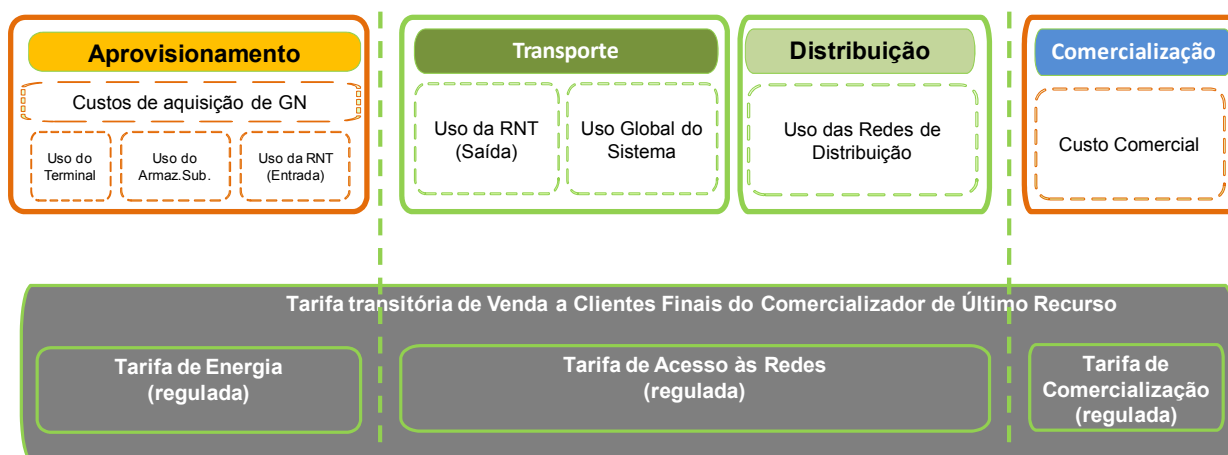 Aprovisionamento
Custos de aquisição de GN
Uso do
Terminal
Uso do
Armaz.Sub.
Uso da RNT
(Entrada)
Transporte
Uso da RNT
(Saída)
Uso Global do
Sistema
Distribuição
Uso das Redes de
Distribuição
Comercialização
Custo Comercial
Tarifa transitória de Venda a Clientes Finais do Comercializador de Último Recurso
Tarifa de Energia
(regulada)
Tarifa de Acesso às Redes
(regulada)
Tarifa de
Comercialização
(regulada)